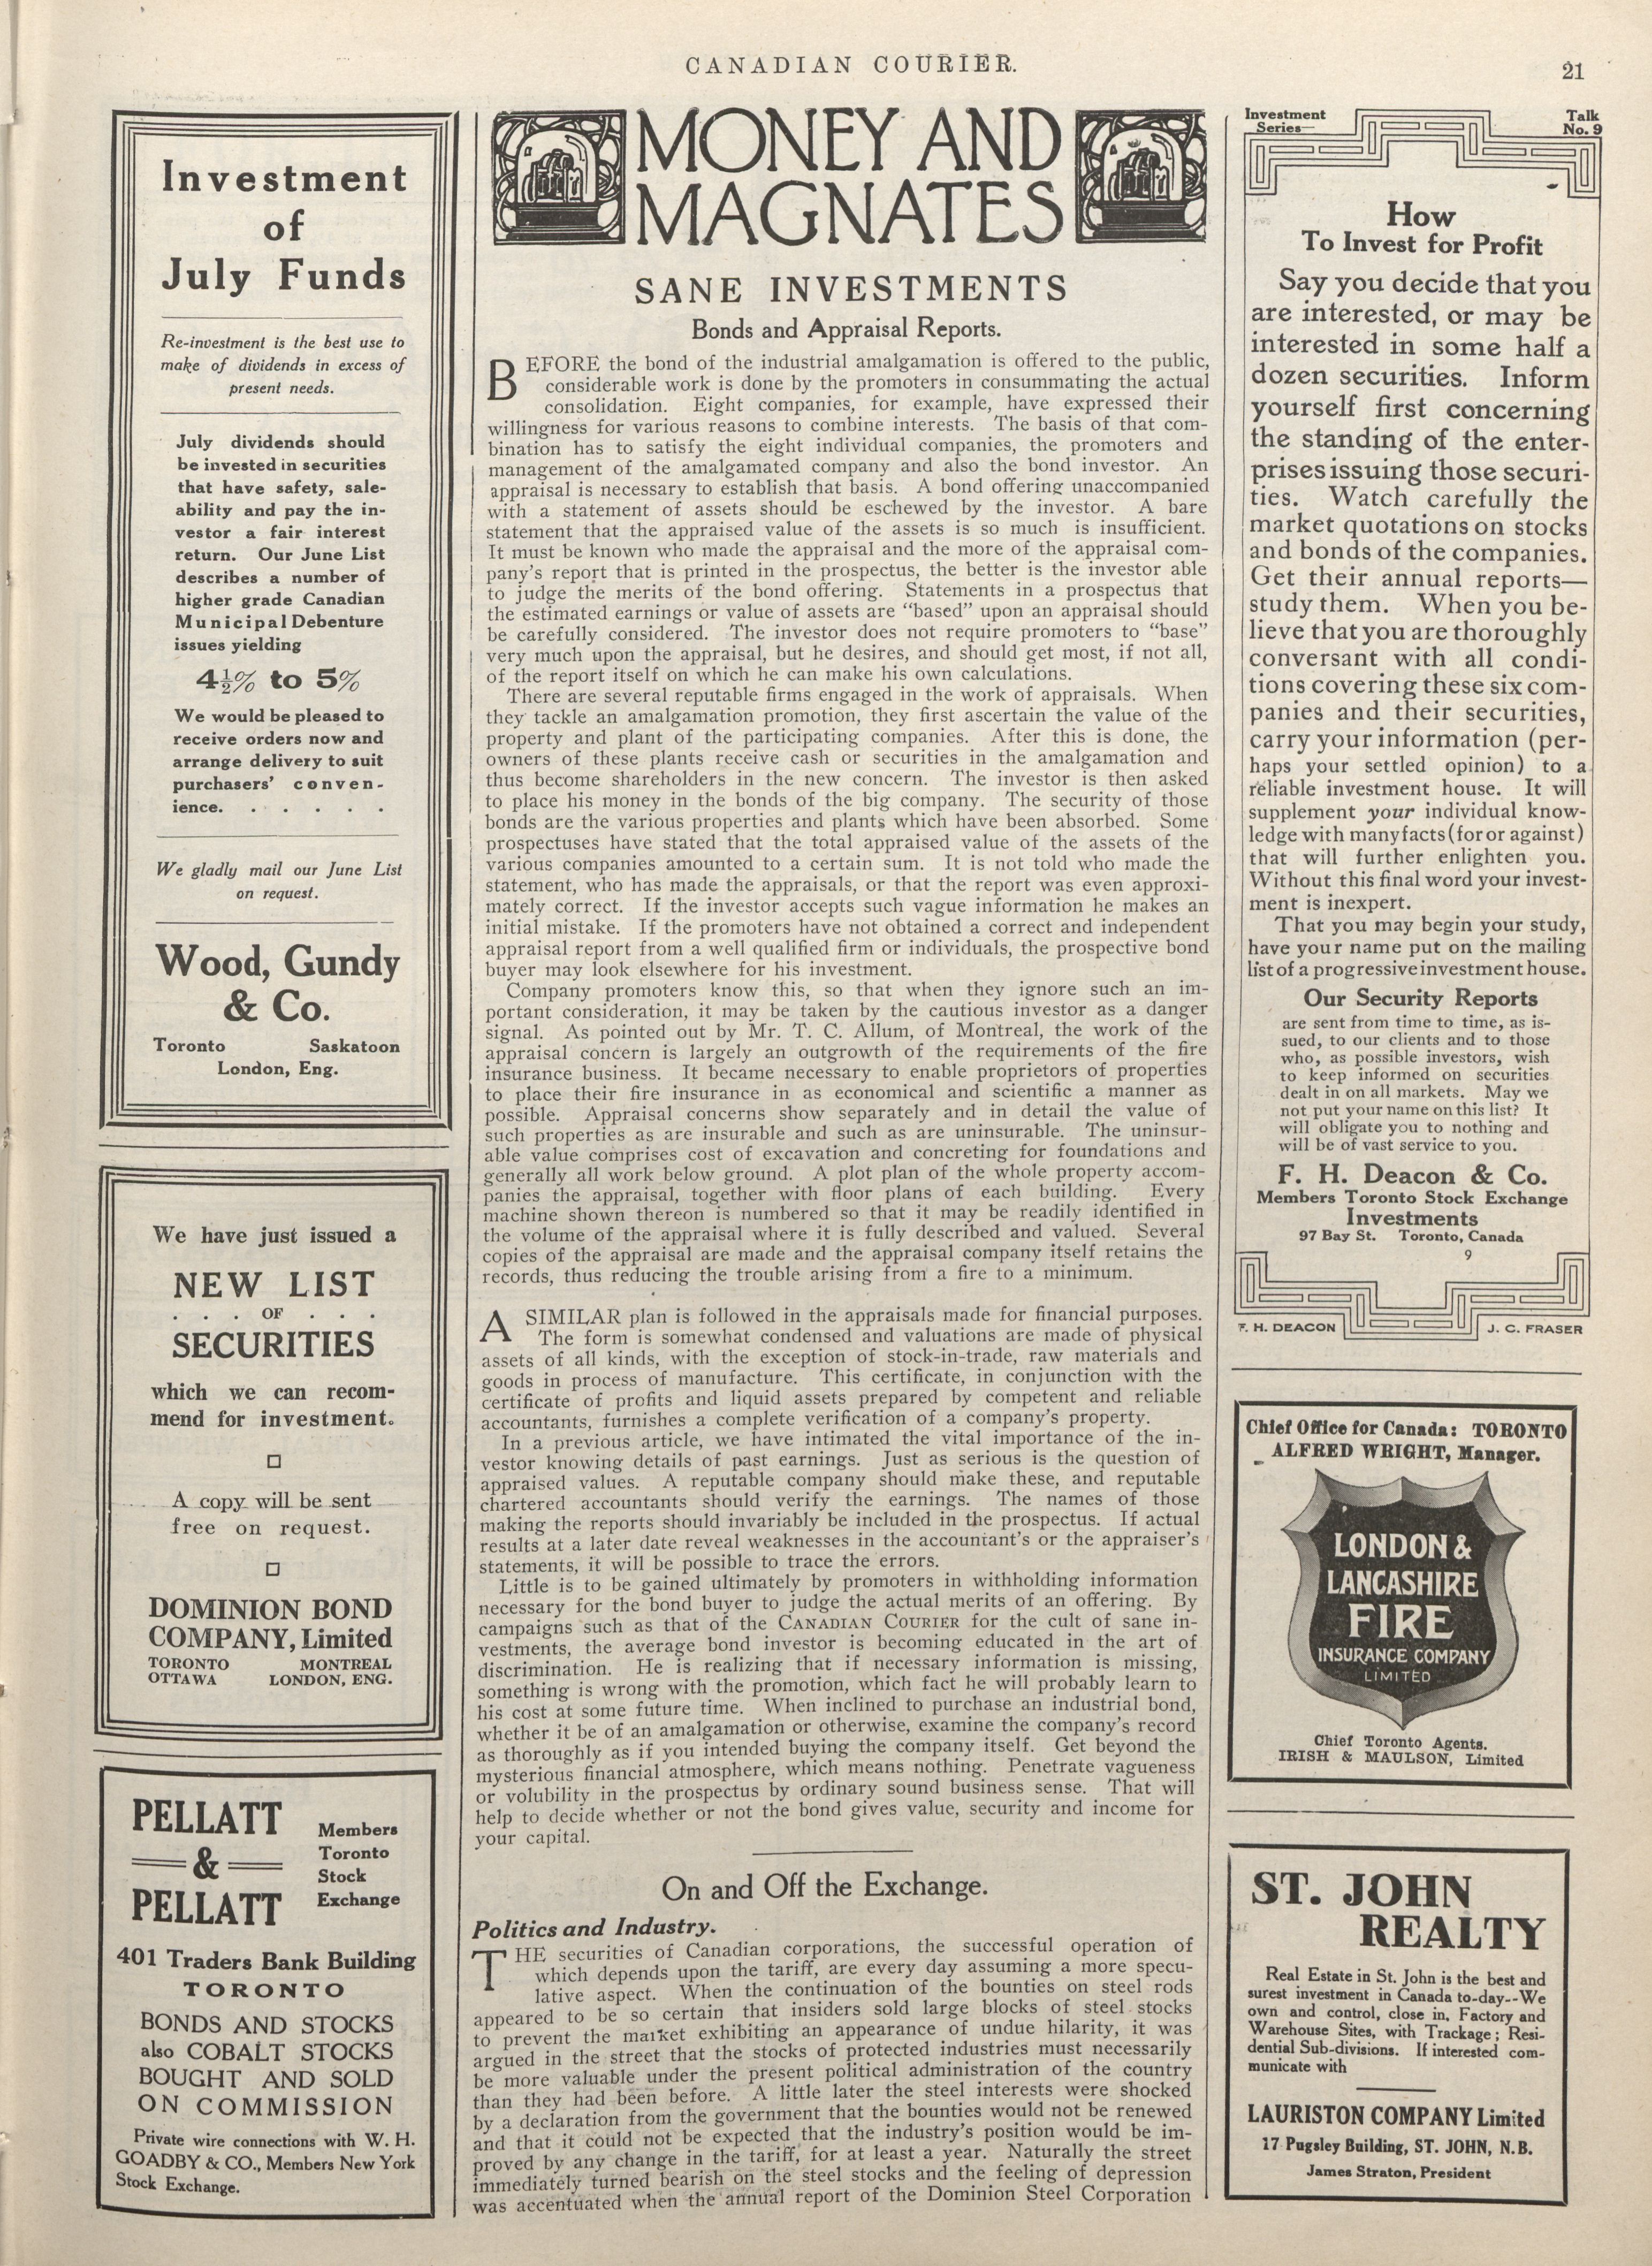 CANADIAN COURIER.
21
Investment
of
July Funds
Re-investment is the best use to
make of dividends in excess of
present needs.
July dividends should
be invested in securities
that have safety, sale-
ability and pay the in-
vestor a fair interest
return. Our June List
describes a number of
higher grade Canadian
Municipal Debenture
issues yielding
4½% to 5%
We would be pleased to
receive orders now and
arrange delivery to suit
purchasers' conven-
ience. . . . . .
We gladly mail our June List
on request.
Wood, Gundy
& Co.
Toronto Saskatoon
London, Eng.
We have just issued a
NEW LIST
. . . OF . . .
SECURITIES
which we can recom-
mend for investment.
A copy will be sent
free on request.
DOMINION BOND
COMPANY, Limited
TORONTO MONTREAL
OTTAWA LONDON, ENG.
PELLATT
&
PELLATT
Members
Toronto
Stock
Exchange
401 Traders Bank Building
TORONTO
BONDS AND STOCKS
also COBALT STOCKS
BOUGHT AND SOLD
ON COMMISSION
Private wire connections with W. H.
GOADBY & CO., Members New York
Stock Exchange.
MONEY AND
MAGNATES
SANE INVESTMENTS
Bonds and Appraisal Reports.
BEFORE the bond of the industrial amalgamation is offered to the public,
considerable work is done by the promoters in consummating the actual
consolidation. Eight companies, for example, have expressed their
willingness for various reasons to combine interests. The basis of that com-
bination has to satisfy the eight individual companies, the promoters and
management of the amalgamated company and also the bond investor. An
appraisal is necessary to establish that basis. A bond offering unaccompanied
with a statement of assets should be eschewed by the investor. A bare
statement that the appraised value of the assets is so much is insufficient.
It must be known who made the appraisal and the more of the appraisal com-
pany's report that is printed in the prospectus, the better is the investor able
to judge the merits of the bond offering. Statements in a prospectus that
the estimated earnings or value of assets are "based" upon an appraisal should
be carefully considered. The investor does not require promoters to "base"
very much upon the appraisal, but he desires, and should get most, if not all,
of the report itself on which he can make his own calculations.
There are several reputable firms engaged in the work of appraisals. When
they tackle an amalgamation promotion, they first ascertain the value of the
property and plant of the participating companies. After this is done, the
owners of these plants receive cash or securities in the amalgamation and
thus become shareholders in the new concern. The investor is then asked
to place his money in the bonds of the big company. The security of those
bonds are the various properties and plants which have been absorbed. Some
prospectuses have stated that the total appraised value of the assets of the
various companies amounted to a certain sum. It is not told who made the
statement, who has made the appraisals, or that the report was even approxi-
mately correct. If the investor accepts such vague information he makes an
initial mistake. If the promoters have not obtained a correct and independent
appraisal report from a well qualified firm or individuals, the prospective bond
buyer may look elsewhere for his investment.
Company promoters know this, so that when they ignore such an im-
portant consideration, it may be taken by the cautious investor as a danger
signal. As pointed out by Mr. T. C. Allum, of Montreal, the work of the
appraisal concern is largely an outgrowth of the requirements of the fire
insurance business. It became necessary to enable proprietors of properties
to place their fire insurance in as economical and scientific a manner as
possible. Appraisal concerns show separately and in detail the value of
such properties as are insurable and such as are uninsurable. The uninsur-
able value comprises cost of excavation and concreting for foundations and
generally all work below ground. A plot plan of the whole property accom-
panies the appraisal, together with floor plans of each building. Every
machine shown thereon is numbered so that it may be readily identified in
the volume of the appraisal where it is fully described and valued. Several
copies of the appraisal are made and the appraisal company itself retains the
records, thus reducing the trouble arising from a fire to a minimum.
A SIMILAR plan is followed in the appraisals made for financial purposes.
The form is somewhat condensed and valuations are made of physical
assets of all kinds, with the exception of stock-in-trade, raw materials and
goods in process of manufacture. This certificate, in conjunction with the
certificate of profits and liquid assets prepared by competent and reliable
accountants, furnishes a complete verification of a company's property.
In a previous article, we have intimated the vital importance of the in-
vestor knowing details of past earnings. Just as serious is the question of
appraised values. A reputable company should make these, and reputable
chartered accountants should verify the earnings. The names of those
making the reports should invariably be included in the prospectus. If actual
results at a later date reveal weaknesses in the accountant's or the appraiser's
statements, it will be possible to trace the errors.
Little is to be gained ultimately by promoters in withholding information
necessary for the bond buyer to judge the actual merits of an offering. By
campaigns such as that of the CANADIAN COURIER for the cult of sane in-
vestments, the average bond investor is becoming educated in the art of
discrimination. He is realizing that if necessary information is missing,
something is wrong with the promotion, which fact he will probably learn to
his cost at some future time. When inclined to purchase an industrial bond,
whether it be of an amalgamation or otherwise, examine the company's record
as thoroughly as if you intended buying the company itself. Get beyond the
mysterious financial atmosphere, which means nothing. Penetrate vagueness
or volubility in the prospectus by ordinary sound business sense. That will
help to decide whether or not the bond gives value, security and income for
your capital.
On and Off the Exchange.
Politics and Industry.
THE securities of Canadian corporations, the successful operation of
which depends upon the tariff, are every day assuming a more specu-
lative aspect. When the continuation of the bounties on steel rods
appeared to be so certain that insiders sold large blocks of steel stocks
to prevent the market exhibiting an appearance of undue hilarity, it was
argued in the street that the stocks of protected industries must necessarily
be more valuable under the present political administration of the country
than they had been before. A little later the steel interests were shocked
by a declaration from the government that the bounties would not be renewed
and that it could not be expected that the industry's position would be im-
proved by any change in the tariff, for at least a year. Naturally the street
immediately turned bearish on the steel stocks and the feeling of depression
was accentuated when the annual report of the Dominion Steel Corporation
Investment
Series—
Talk
No. 9
How
To Invest for Profit
Say you decide that you
are interested, or may be
interested in some half a
dozen securities. Inform
yourself first concerning
the standing of the enter-
prises issuing those securi-
ties. Watch carefully the
market quotations on stocks
and bonds of the companies.
Get their annual reports—
study them. When you be-
lieve that you are thoroughly
conversant with all condi-
tions covering these six com-
panies and their securities,
carry your information (per-
haps your settled opinion) to a
reliable investment house. It will
supplement your individual know-
ledge with many facts (for or against)
that will further enlighten you.
Without this final word your invest-
ment is inexpert.
That you may begin your study,
have your name put on the mailing
list of a progressive investment house.
Our Security Reports
are sent from time to time, as is-
sued, to our clients and to those
who, as possible investors, wish
to keep informed on securities
dealt in on all markets. May we
not put your name on this list? It
will obligate you to nothing and
will be of vast service to you.
F. H. Deacon & Co.
Members Toronto Stock Exchange
Investments
97 Bay St. Toronto, Canada
9
F. H. DEACON J. C. FRASER
Chief Office for Canada: TORONTO
ALFRED WRIGHT, Manager.
LONDON &
LANCASHIRE
FIRE
INSURANCE COMPANY
LIMITED
Chief Toronto Agents.
IRISH & MAULSON, Limited
ST. JOHN
REALTY
Real Estate in St. John is the best and
surest investment in Canada to-day--We
own and control, close in, Factory and
Warehouse Sites, with Trackage; Resi-
dential Sub-divisions. If interested com-
municate with
LAURISTON COMPANY Limited
17 Pugsley Building, ST. JOHN, N.B.
James Straton, President